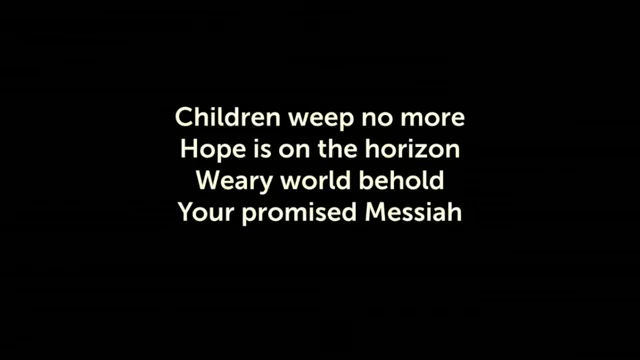 Children weep no more
Hope is on the horizon
Weary world behold
Your promised Messiah